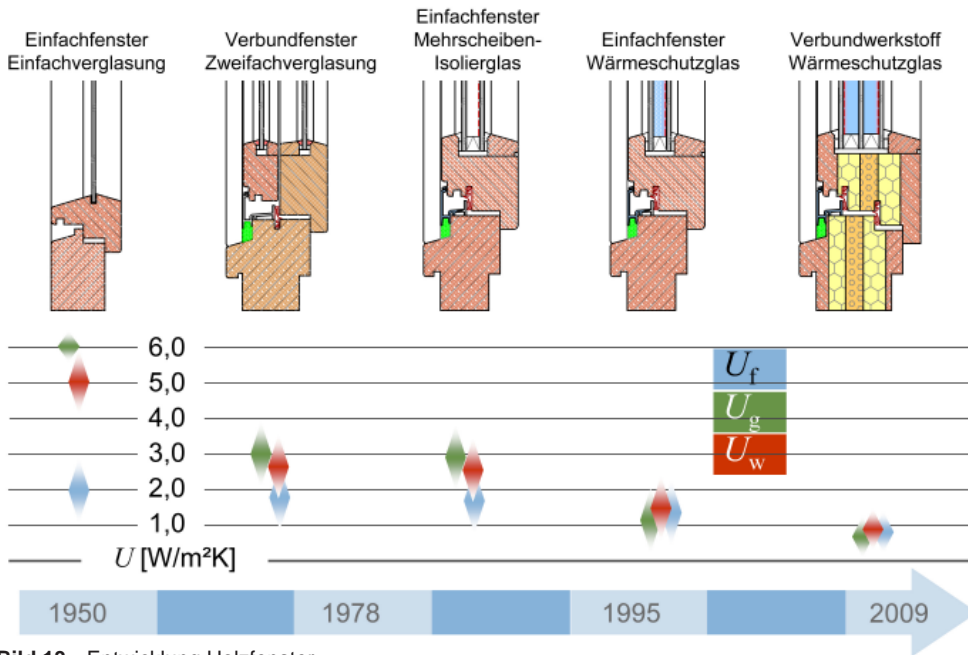 Einfachfenster
Einfachverglasung
Verbundfenster
Zweifachverglasung
Einfachfenster
Mehrscheiben-
Isolierglas
Einfachfenster
Wärmeschutzglas
Verbundwerkstoff
Wärmeschutzglas
6,0
5,0
4,0
3,0
2,0
1,0
U [W/m²K]
Uf
Ug
Uw
1950
1978
1995
2009